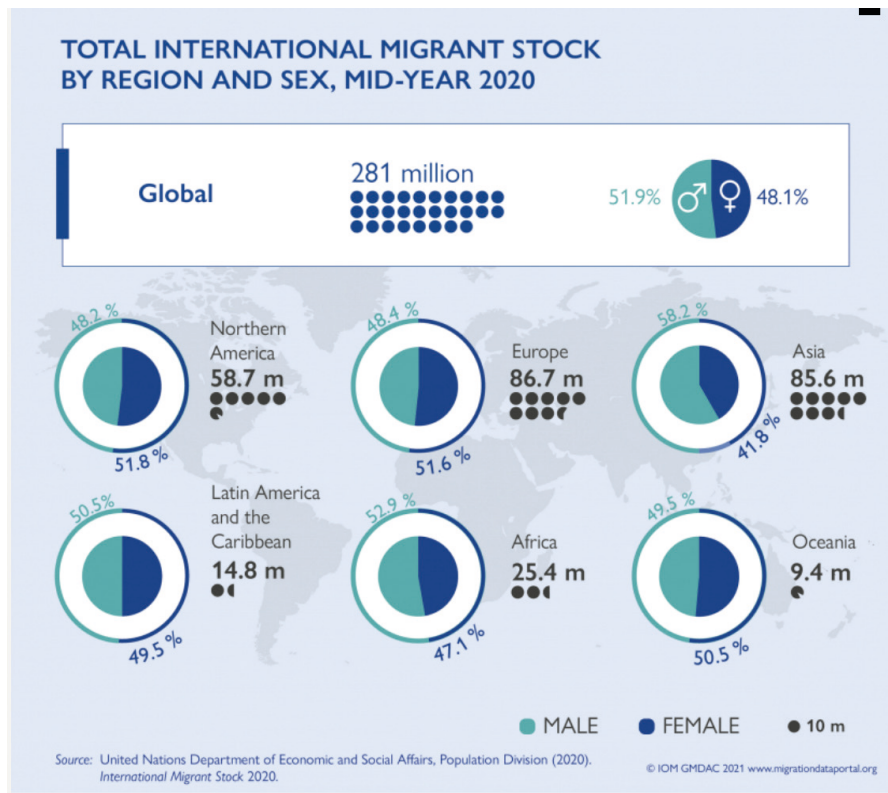 TOTAL INTERNATIONAL MIGRANT STOCK
BY REGION AND SEX, MID-YEAR 2020
Global
281 million
51.9%
48.1%
48.2 %
Northern
America
58.7 m
51.8 %
48.4 %
Europe
86.7 m
51.6 %
58.2 %
Asia
85.6 m
41.8 %
50.5%
Latin America
and the
Caribbean
14.8 m
49.5 %
52.9 %
Africa
25.4 m
47.1 %
49.5 %
Oceania
9.4 m
50.5 %
MALE
FEMALE
10 m
Source: United Nations Department of Economic and Social Affairs, Population Division (2020).
International Migrant Stock 2020.
© IOM GMDAC 2021 www.migrationdataportal.org